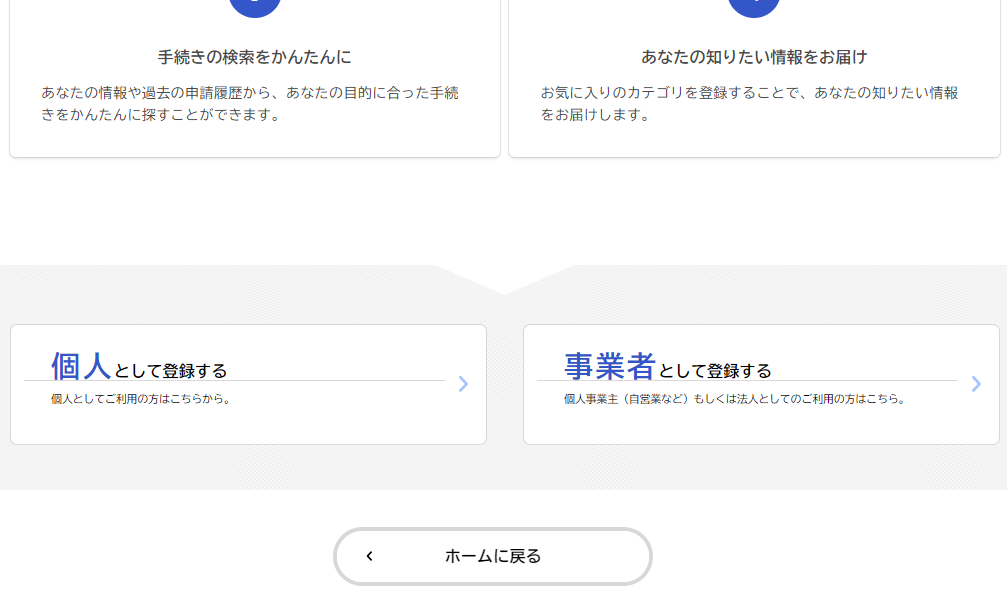 手続きの検索をかんたんに
あなたの情報や過去の申請履歴から、あなたの目的に合った手続
きをかんたんに探すことができます。
あなたの知りたい情報をお届け
お気に入りのカテゴリを登録することで、あなたの知りたい情報
をお届けします。
個人として登録する
個人としてご利用の方はこちらから。
事業者として登録する
個人事業主（自営業など）もしくは法人としてのご利用の方はこちら。
ホームに戻る